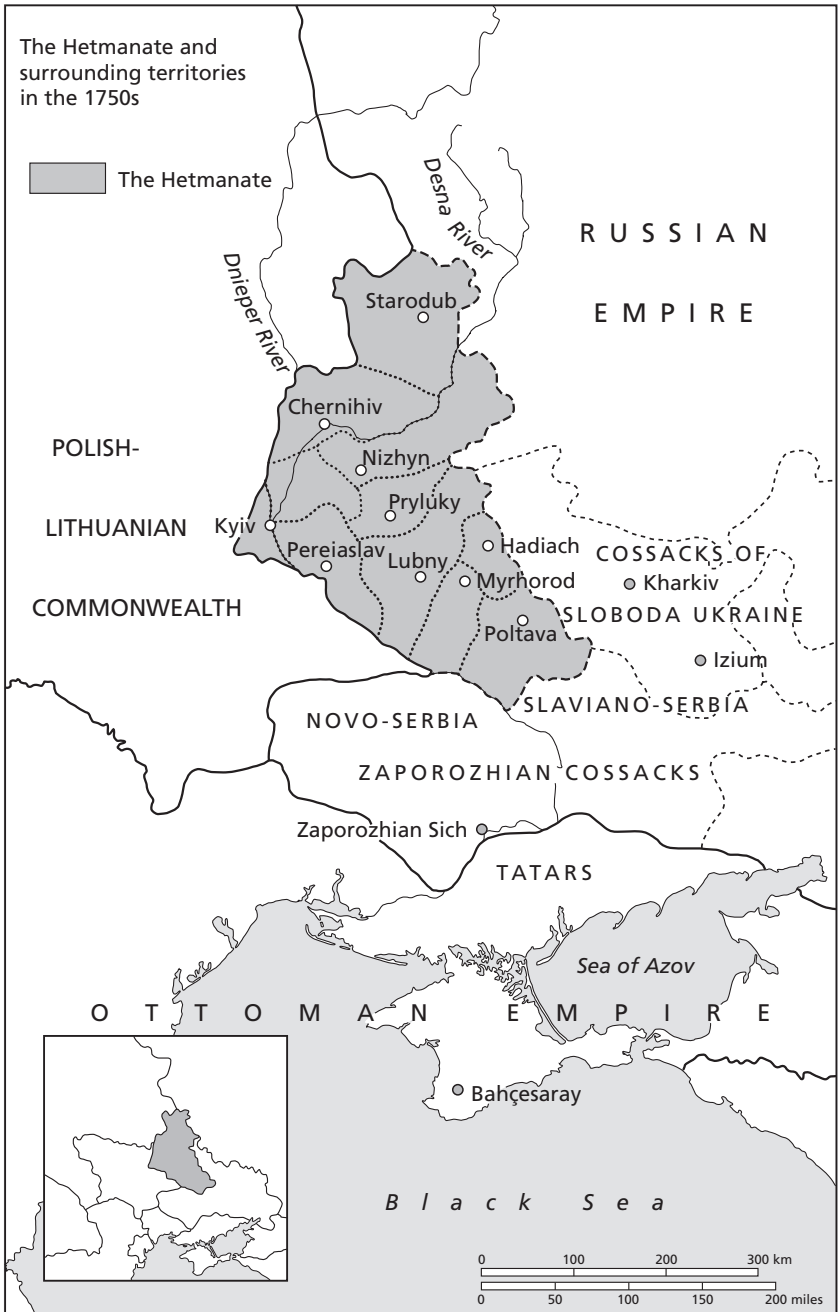 The Hetmanate and
surrounding territories
in the 1750s
The Hetmanate
Desna River
Dnieper River
RUSSIAN
EMPIRE
Starodub
Chernihiv
POLISH-
LITHUANIAN
COMMONWEALTH
Nizhyn
Pryluky
Kyiv
Pereiaslav
Lubny
Hadiach
Myrhorod
Poltava
COSSACKS OF
Kharkiv
SLOBODA UKRAINE
Izium
SLAVIANO-SERBIA
NOVO-SERBIA
ZAPOROZHIAN COSSACKS
Zaporozhian Sich
TATARS
Sea of Azov
OTTOMAN EMPIRE
Bahçesaray
Black Sea
0 100 200 300 km
0 50 100 150 200 miles